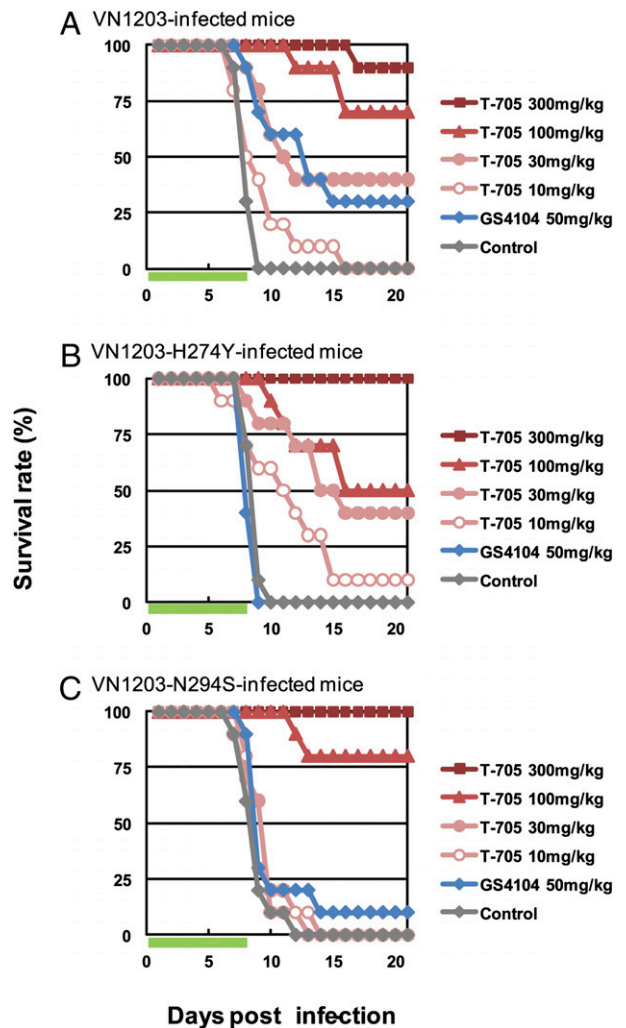 A VN1203-infected mice
100
75
50
25
0
0 5 10 15 20
T-705 300mg/kg
T-705 100mg/kg
T-705 30mg/kg
T-705 10mg/kg
GS4104 50mg/kg
Control
B VN1203-H274Y-infected mice
100
75
50
25
0
0 5 10 15 20
T-705 300mg/kg
T-705 100mg/kg
T-705 30mg/kg
T-705 10mg/kg
GS4104 50mg/kg
Control
Survival rate (%)
C VN1203-N294S-infected mice
100
75
50
25
0
0 5 10 15 20
T-705 300mg/kg
T-705 100mg/kg
T-705 30mg/kg
T-705 10mg/kg
GS4104 50mg/kg
Control
Days post infection